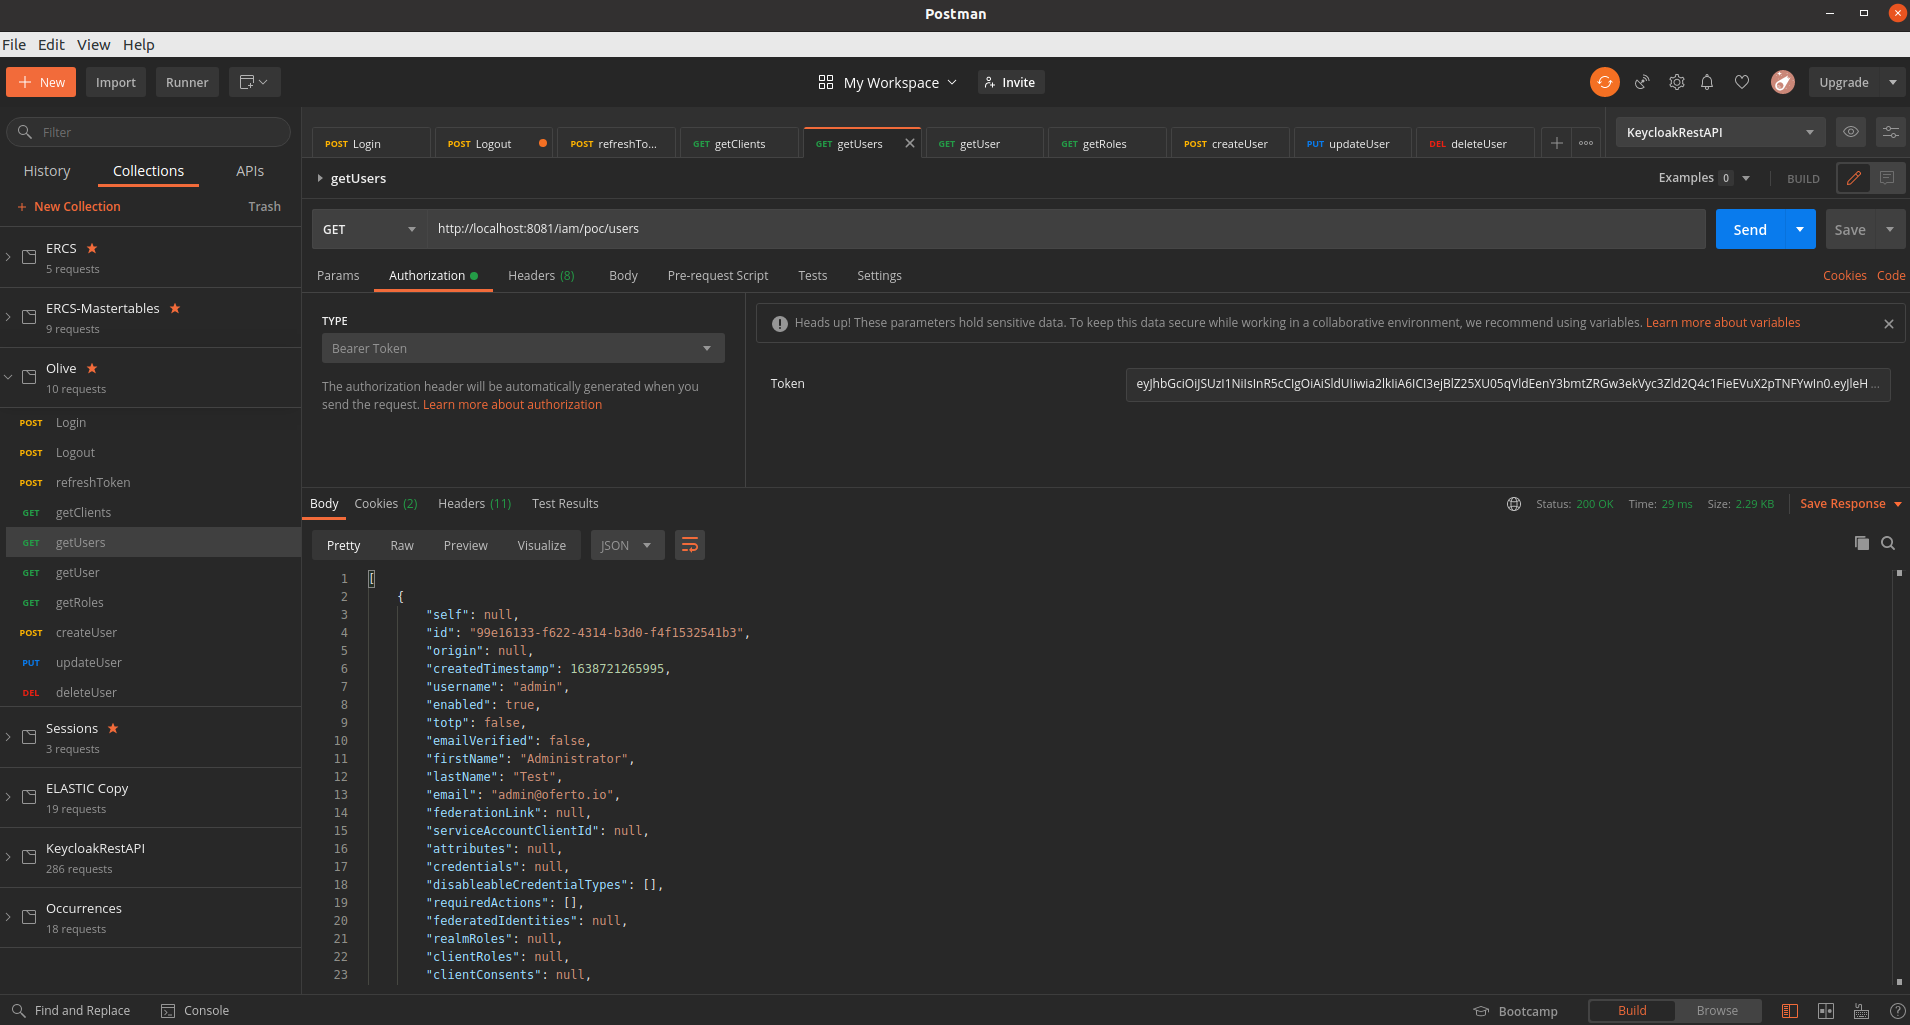 Postman
File Edit View Help
+ New Import Runner My Workspace Invite Upgrade
Filter
History Collections APIs
+ New Collection Trash
ERCS
5 requests
ERCS-Mastertables
9 requests
Olive
10 requests
POST Login
POST Logout
POST refreshToken
GET getClients
GET getUsers
GET getUser
GET getRoles
POST createUser
PUT updateUser
DEL deleteUser
Sessions
3 requests
ELASTIC Copy
19 requests
KeycloakRestAPI
286 requests
Occurrences
18 requests
POST Login POST Logout POST refreshTo... GET getClients GET getUsers GET getUser GET getRoles POST createUser PUT updateUser DEL deleteUser KeycloakRestAPI
getUsers Examples 0 BUILD
GET http://localhost:8081/iam/poc/users Send Save
Params Authorization Headers (8) Body Pre-request Script Tests Settings Cookies Code
TYPE
Bearer Token
The authorization header will be automatically generated when you
send the request. Learn more about authorization
Heads up! These parameters hold sensitive data. To keep this data secure while working in a collaborative environment, we recommend using variables. Learn more about variables
Token
Body Cookies (2) Headers (11) Test Results Status: 200 OK Time: 29 ms Size: 2.29 KB Save Response
Pretty Raw Preview Visualize JSON
1 [
2 {
3 "self": null,
4 "id": "99e16133-f622-4314-b3d0-f4f1532541b3",
5 "origin": null,
6 "createdTimestamp": 1638721265995,
7 "username": "admin",
8 "enabled": true,
9 "totp": false,
10 "emailVerified": false,
11 "firstName": "Administrator",
12 "lastName": "Test",
13 "email": "admin@oferto.io",
14 "federationLink": null,
15 "serviceAccountClientId": null,
16 "attributes": null,
17 "credentials": null,
18 "disableableCredentialTypes": [],
19 "requiredActions": [],
20 "federatedIdentities": null,
21 "realmRoles": null,
22 "clientRoles": null,
23 "clientConsents": null,
Find and Replace Console Bootcamp Build Browse